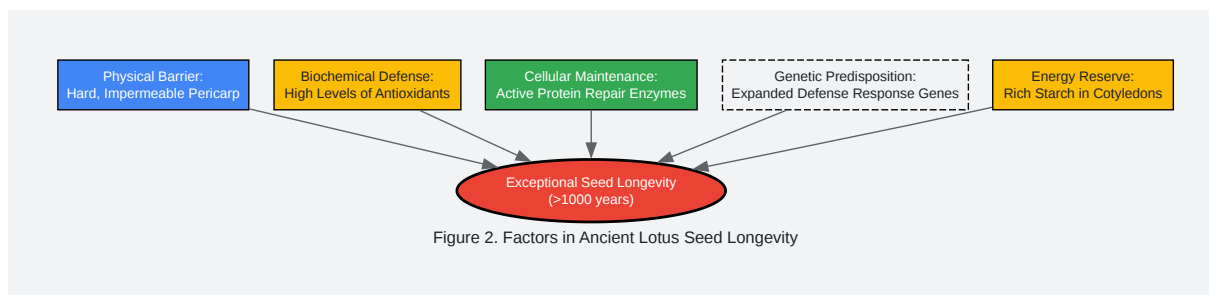 Physical Barrier:
Hard, Impermeable Pericarp
Biochemical Defense:
High Levels of Antioxidants
Cellular Maintenance:
Active Protein Repair Enzymes
Genetic Predisposition:
Expanded Defense Response Genes
Energy Reserve:
Rich Starch in Cotyledons
Exceptional Seed Longevity
(>1000 years)
Figure 2. Factors in Ancient Lotus Seed Longevity